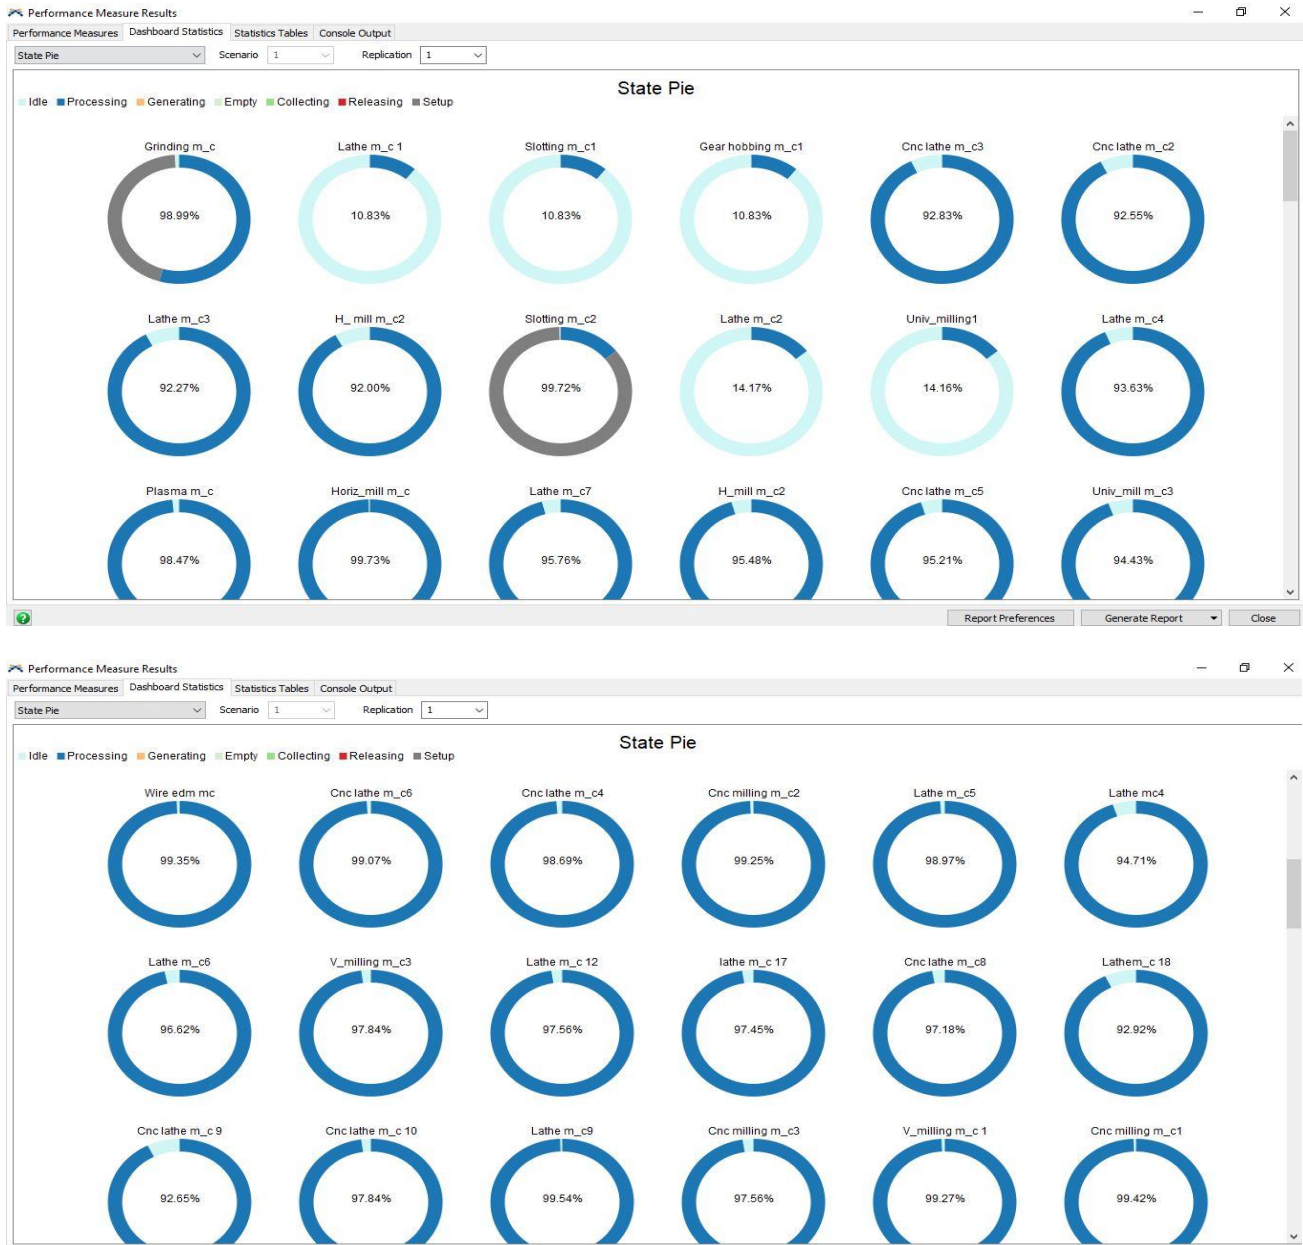 Performance Measure Results
Performance Measures Dashboard Statistics Statistics Tables Console Output
State Pie Scenario 1 Replication 1
State Pie
Idle Processing Generating Empty Collecting Releasing Setup
Grinding m_c Lathe m_c 1 Slotting m_c1 Gear hobbing m_c1 Cnc lathe m_c3 Cnc lathe m_c2
98.99% 10.83% 10.83% 10.83% 92.83% 92.55%
Lathe m_c3 H_ mill m_c2 Slotting m_c2 Lathe m_c2 Univ_milling1 Lathe m_c4
92.27% 92.00% 99.72% 14.17% 14.16% 93.63%
Plasma m_c Horiz_mill m_c Lathe m_c7 H_mill m_c2 Cnc lathe m_c5 Univ_mill m_c3
98.47% 99.73% 95.76% 95.48% 95.21% 94.43%
? Report Preferences Generate Report Close
Performance Measure Results
Performance Measures Dashboard Statistics Statistics Tables Console Output
State Pie Scenario 1 Replication 1
State Pie
Idle Processing Generating Empty Collecting Releasing Setup
Wire edm mc Cnc lathe m_c6 Cnc lathe m_c4 Cnc milling m_c2 Lathe m_c5 Lathe mc4
99.35% 99.07% 98.69% 99.25% 98.97% 94.71%
Lathe m_c6 V_milling m_c3 Lathe m_c 12 lathe m_c 17 Cnc lathe m_c8 Lathem_c 18
96.62% 97.84% 97.56% 97.45% 97.18% 92.92%
Cnc lathe m_c 9 Cnc lathe m_c 10 Lathe m_c9 Cnc milling m_c3 V_milling m_c 1 Cnc milling m_c1
92.65% 97.84% 99.54% 97.56% 99.27% 99.42%